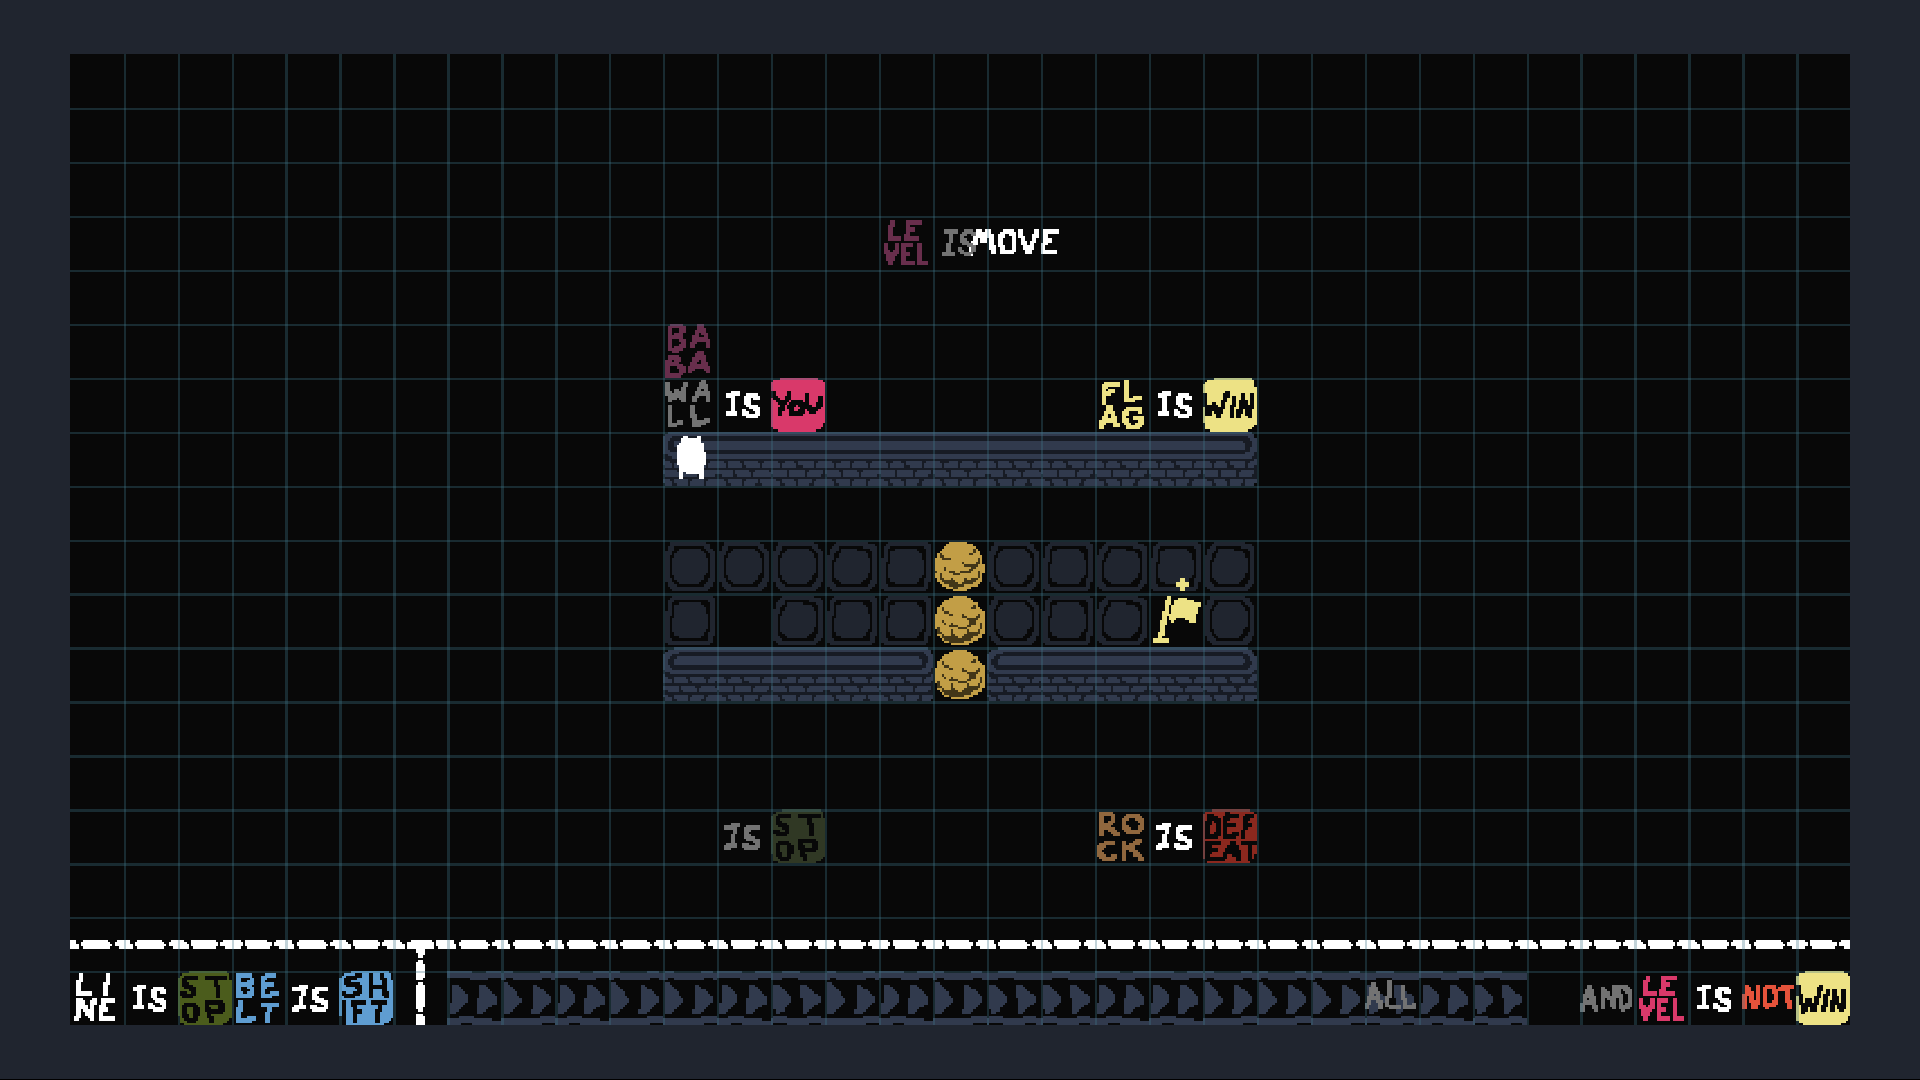 LEVEL IS MOVE
BABA
WALL IS YOU FLAG IS WIN
IS STOP ROCK IS DEFEAT
LINE IS STOP BELT IS SHIFT ALL AND LEVEL IS NOT WIN